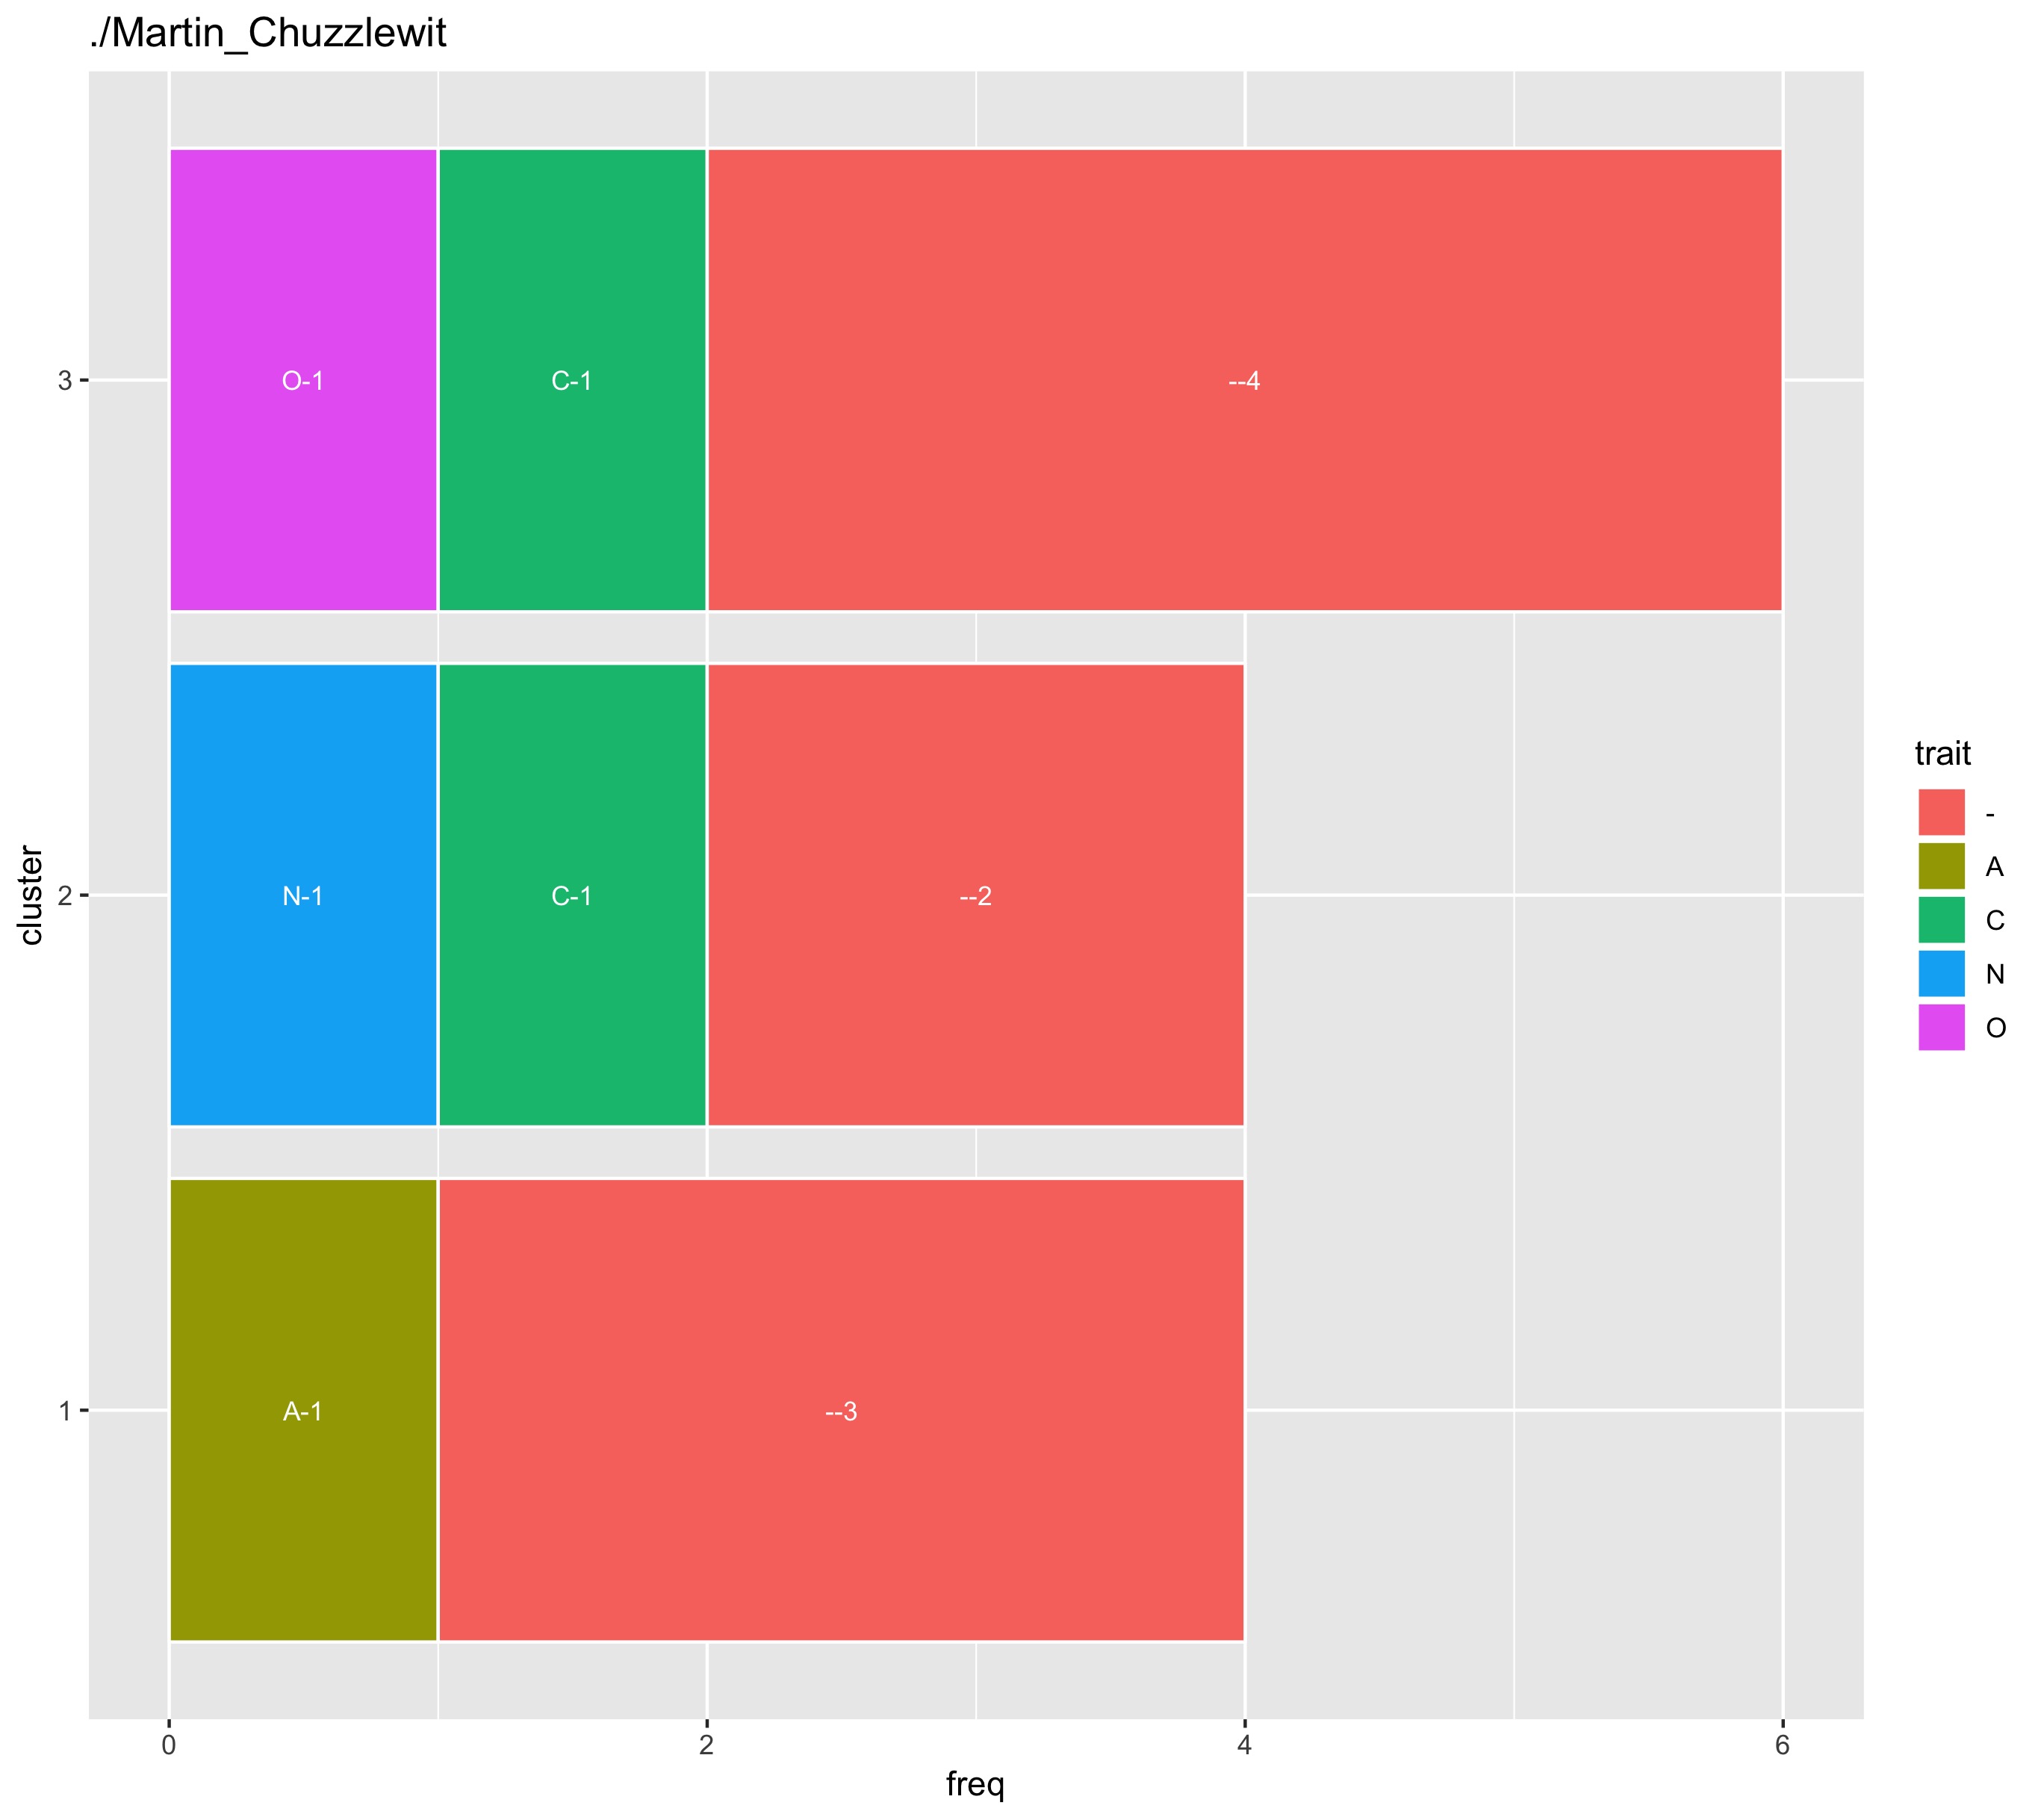 ./Martin_Chuzzlewit
3
O-1
C-1
--4
2
N-1
C-1
--2
1
A-1
--3
0
2
4
6
freq
cluster
trait
-
A
C
N
O